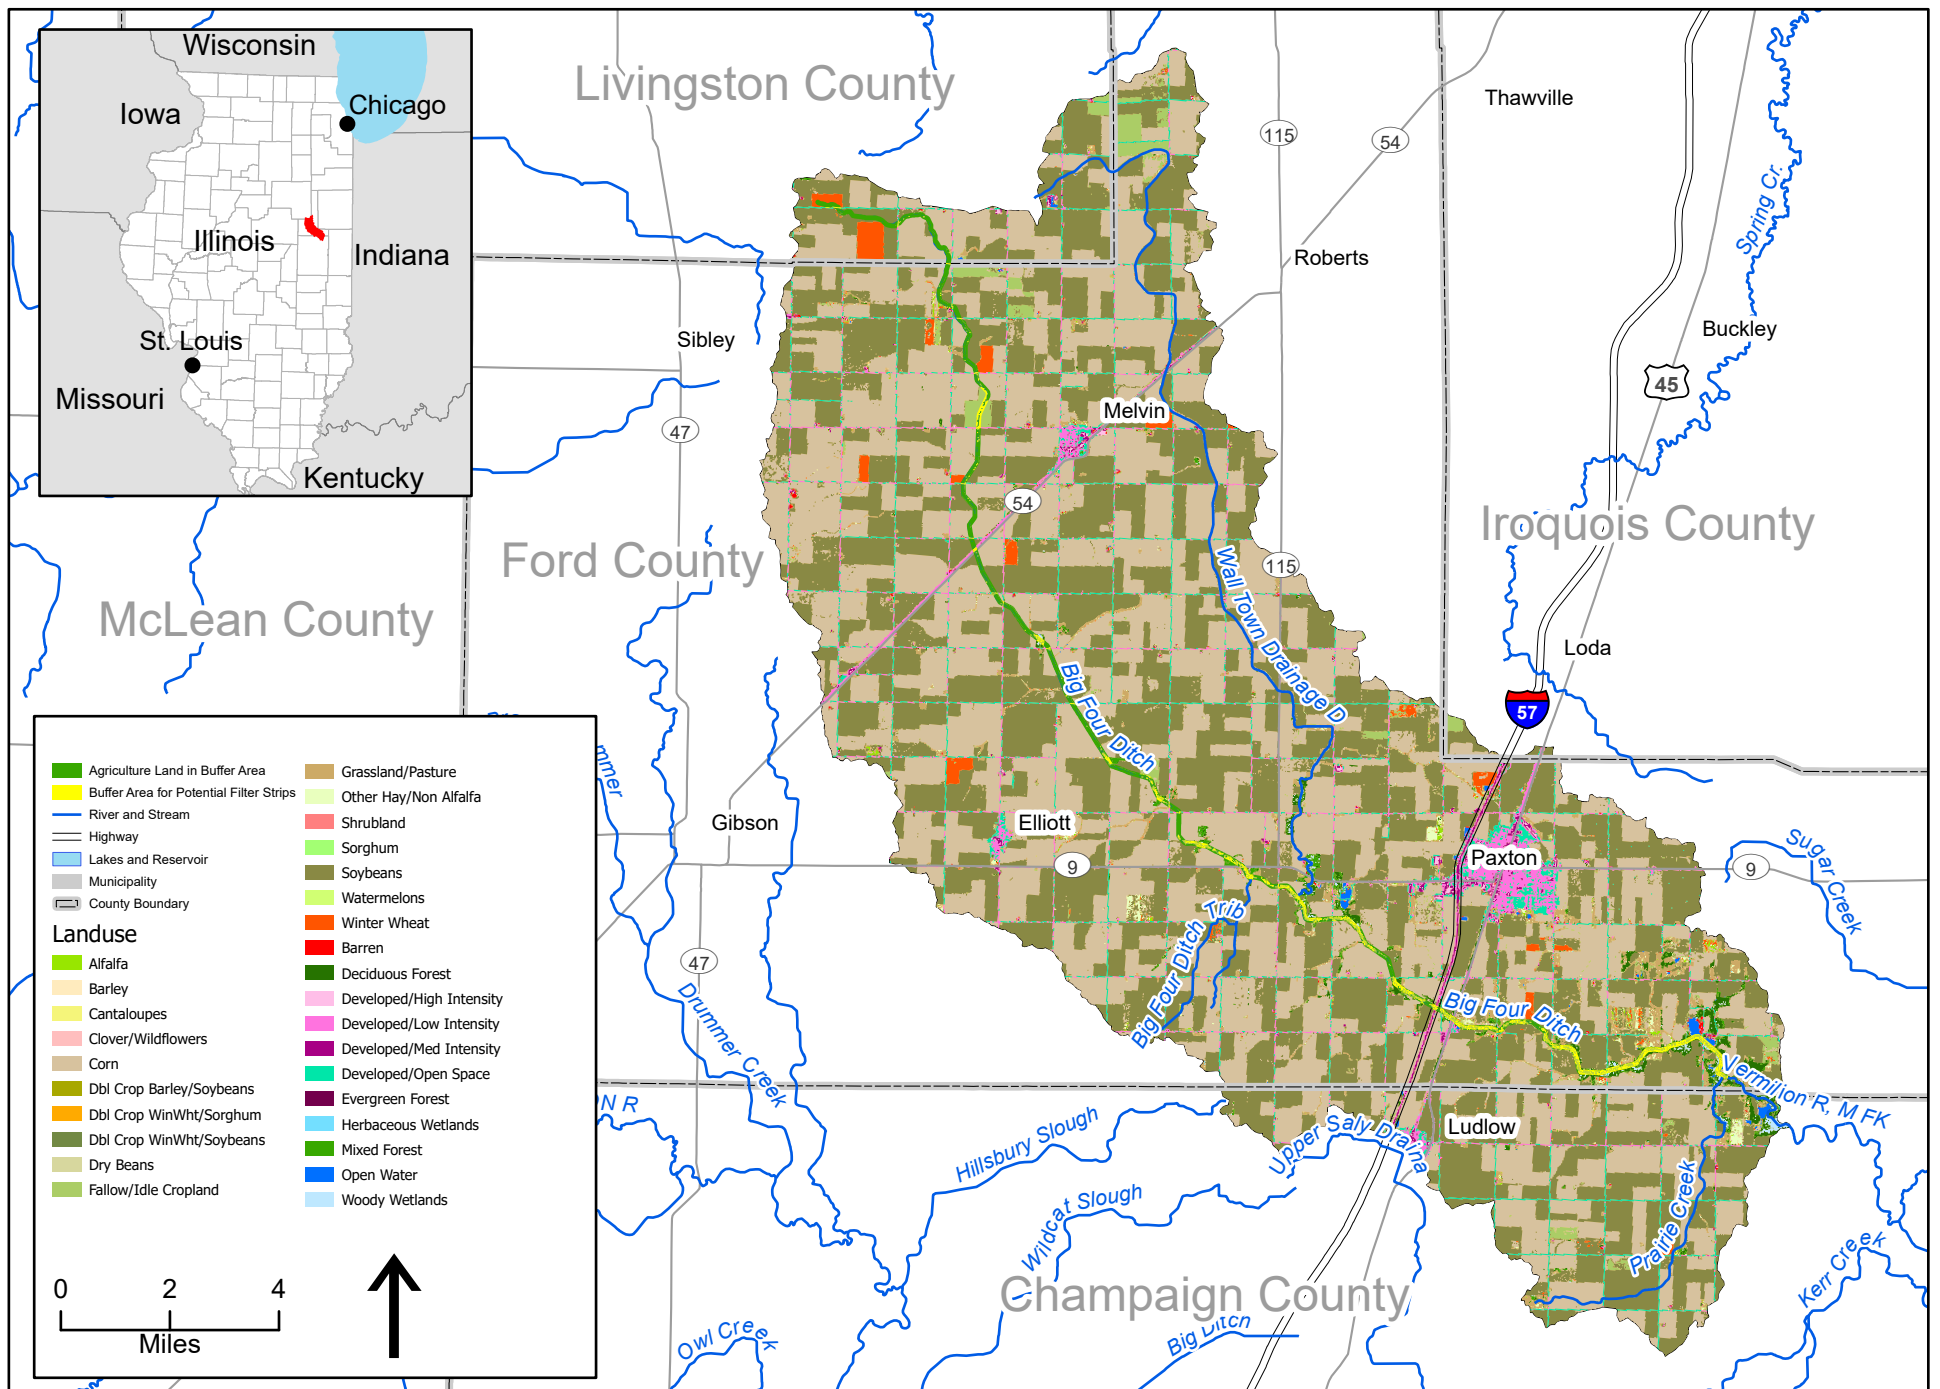 Wisconsin
Iowa
Chicago
Illinois
Indiana
St. Louis
Missouri
Kentucky
Livingston County
Thawville
115
54
Spring Cr.
Roberts
Buckley
Sibley
45
Melvin
47
54
Iroquois County
Ford County
115
McLean County
Wall Town Drainage D
Loda
Big Four Ditch
57
Gibson
Elliott
9
Paxton
Sugar Creek
9
Big Four Ditch Trib
47
Drummer Creek
Big Four Ditch
Vermilion R, M FK
N R
Hillsbury Slough
Upper Saly Draina
Ludlow
Wildcat Slough
Prairie Creek
Kerr Creek
Champaign County
Owl Creek
Big Ditch
mmer
Agriculture Land in Buffer Area
Buffer Area for Potential Filter Strips
River and Stream
Highway
Lakes and Reservoir
Municipality
County Boundary
Landuse
Alfalfa
Barley
Cantaloupes
Clover/Wildflowers
Corn
Dbl Crop Barley/Soybeans
Dbl Crop WinWht/Sorghum
Dbl Crop WinWht/Soybeans
Dry Beans
Fallow/Idle Cropland
Grassland/Pasture
Other Hay/Non Alfalfa
Shrubland
Sorghum
Soybeans
Watermelons
Winter Wheat
Barren
Deciduous Forest
Developed/High Intensity
Developed/Low Intensity
Developed/Med Intensity
Developed/Open Space
Evergreen Forest
Herbaceous Wetlands
Mixed Forest
Open Water
Woody Wetlands
0 2 4
Miles